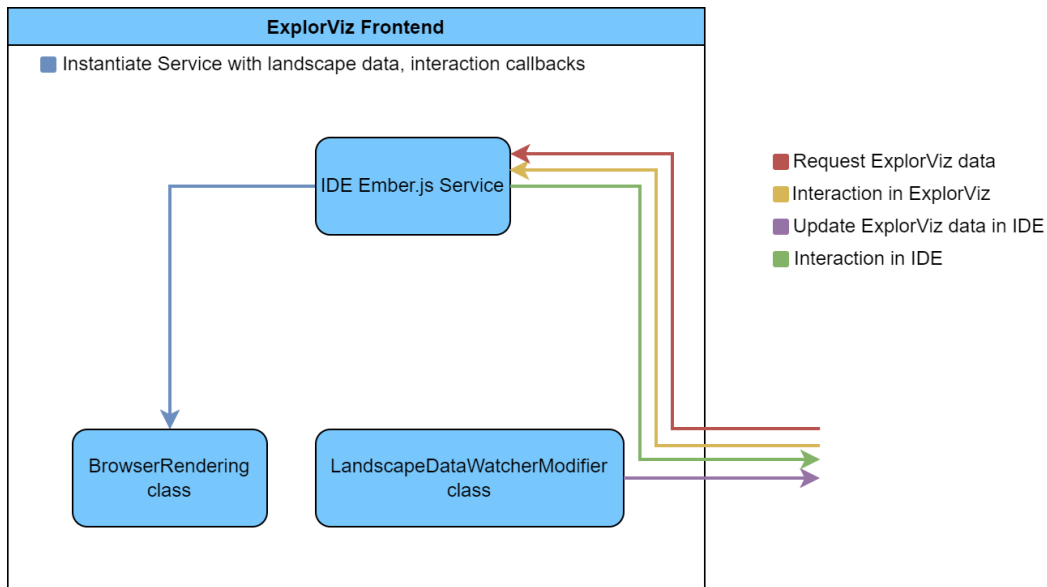 ExplorViz Frontend
Instantiate Service with landscape data, interaction callbacks
IDE Ember.js Service
Request ExplorViz data
Interaction in ExplorViz
Update ExplorViz data in IDE
Interaction in IDE
BrowserRendering
class
LandscapeDataWatcherModifier
class